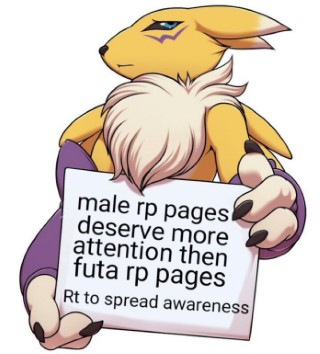 male rp pages
deserve more
attention then
futa rp pages
Rt to spread awareness